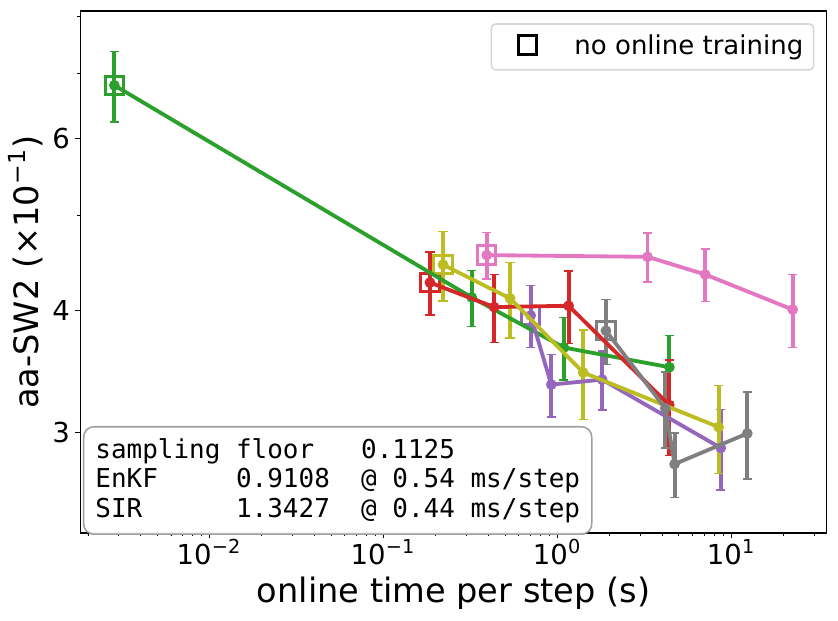 no online training
aa-SW2 (×10⁻¹)
6
4
3
sampling floor 0.1125
EnKF 0.9108 @ 0.54 ms/step
SIR 1.3427 @ 0.44 ms/step
10⁻² 10⁻¹ 10⁰ 10¹
online time per step (s)